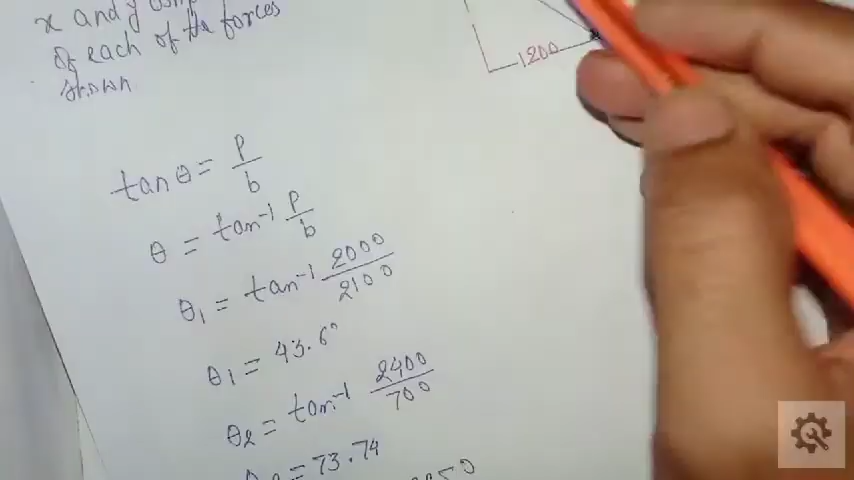 x and y
of each of the forces
shown
1200
tan θ = P/b
θ = tan⁻¹ P/b
θ₁ = tan⁻¹ 2000/2100
θ₁ = 43.6°
θ₂ = tan⁻¹ 2400/700
= 73.74